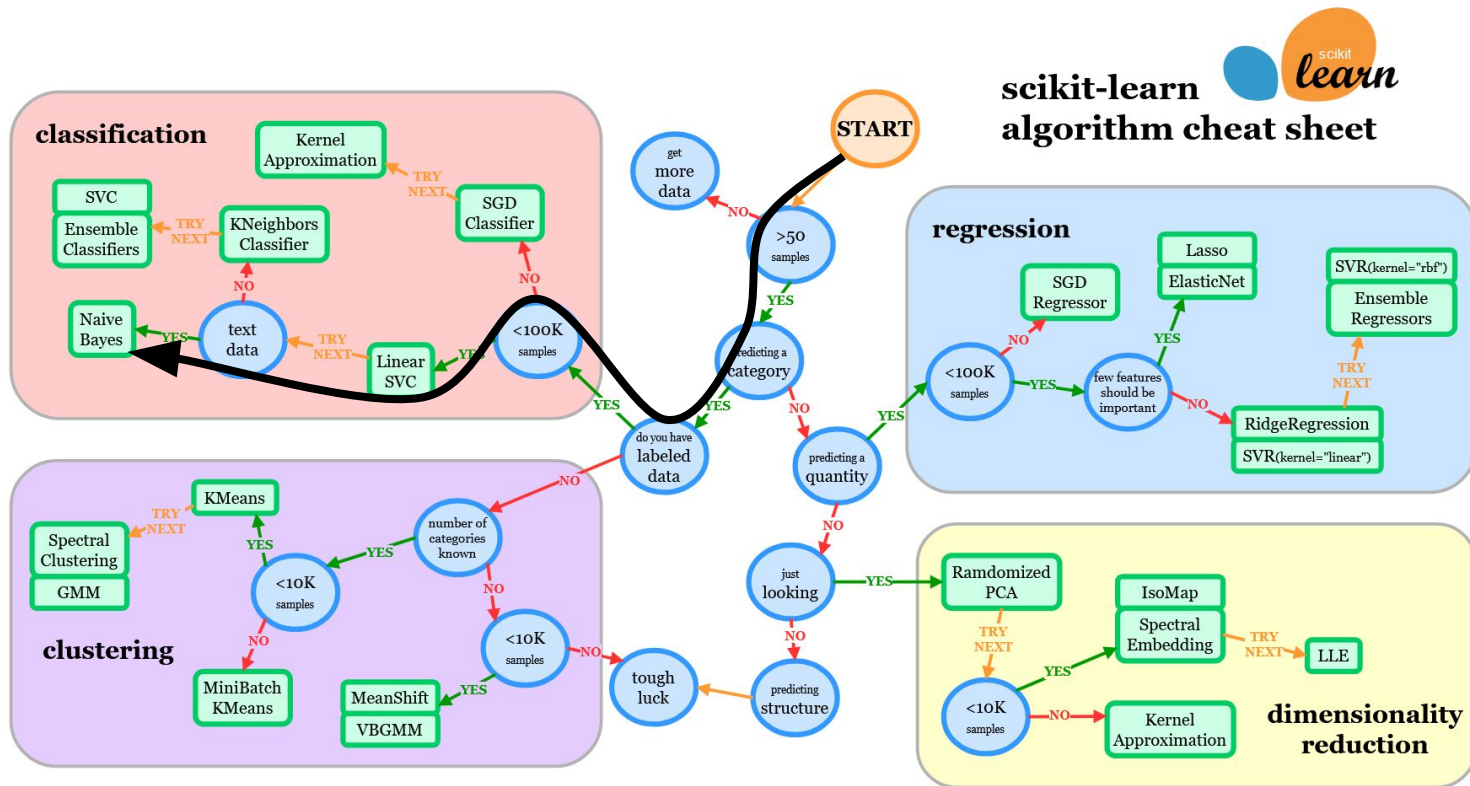 scikit
learn
scikit-learn
algorithm cheat sheet
START
get
more
data
NO
>50
samples
YES
predicting a
category
YES
NO
do you have
labeled
data
YES
NO
predicting a
quantity
YES
NO
just
looking
YES
NO
predicting
structure
tough
luck
classification
Kernel
Approximation
TRY
NEXT
SGD
Classifier
NO
SVC
Ensemble
Classifiers
TRY
NEXT
KNeighbors
Classifier
NO
Naive
Bayes
YES
text
data
TRY
NEXT
Linear
SVC
YES
<100K
samples
regression
SGD
Regressor
NO
<100K
samples
YES
Lasso
ElasticNet
YES
few features
should be
important
NO
SVR(kernel="rbf")
Ensemble
Regressors
TRY
NEXT
RidgeRegression
SVR(kernel="linear")
clustering
KMeans
TRY
NEXT
Spectral
Clustering
GMM
YES
<10K
samples
YES
number of
categories
known
NO
NO
MiniBatch
KMeans
<10K
samples
NO
YES
MeanShift
VBGMM
dimensionality
reduction
Ramdomized
PCA
TRY
NEXT
<10K
samples
YES
IsoMap
Spectral
Embedding
TRY
NEXT
LLE
NO
Kernel
Approximation